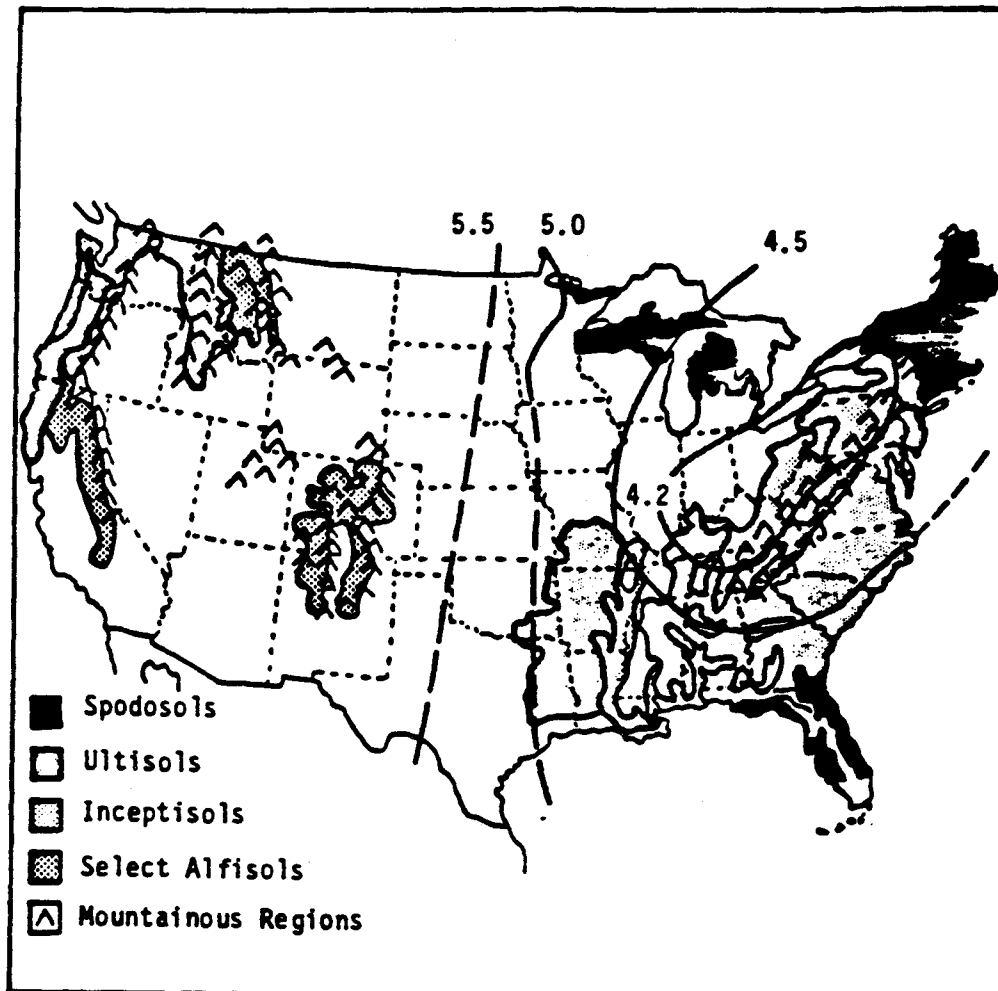 5.5 5.0
4.5
4.2
Spodosols
Ultisols
Inceptisols
Select Alfisols
Mountainous Regions